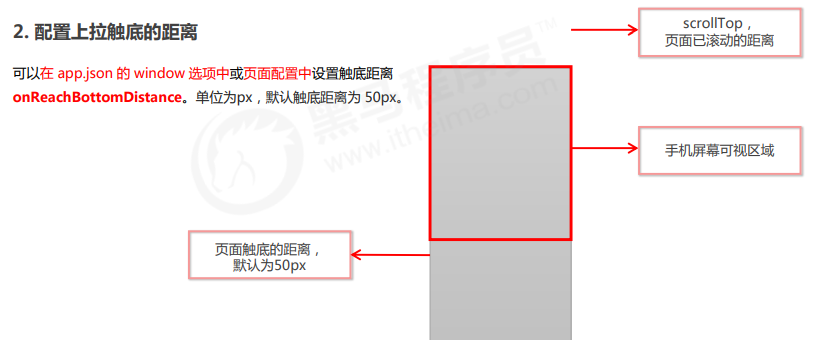 2. 配置上拉触底的距离
可以在 app.json 的 window 选项中或页面配置中设置触底距离
onReachBottomDistance。单位为px，默认触底距离为 50px。
scrollTop，
页面已滚动的距离
手机屏幕可视区域
页面触底的距离，
默认为50px
黑马程序员™
www.itheima.com